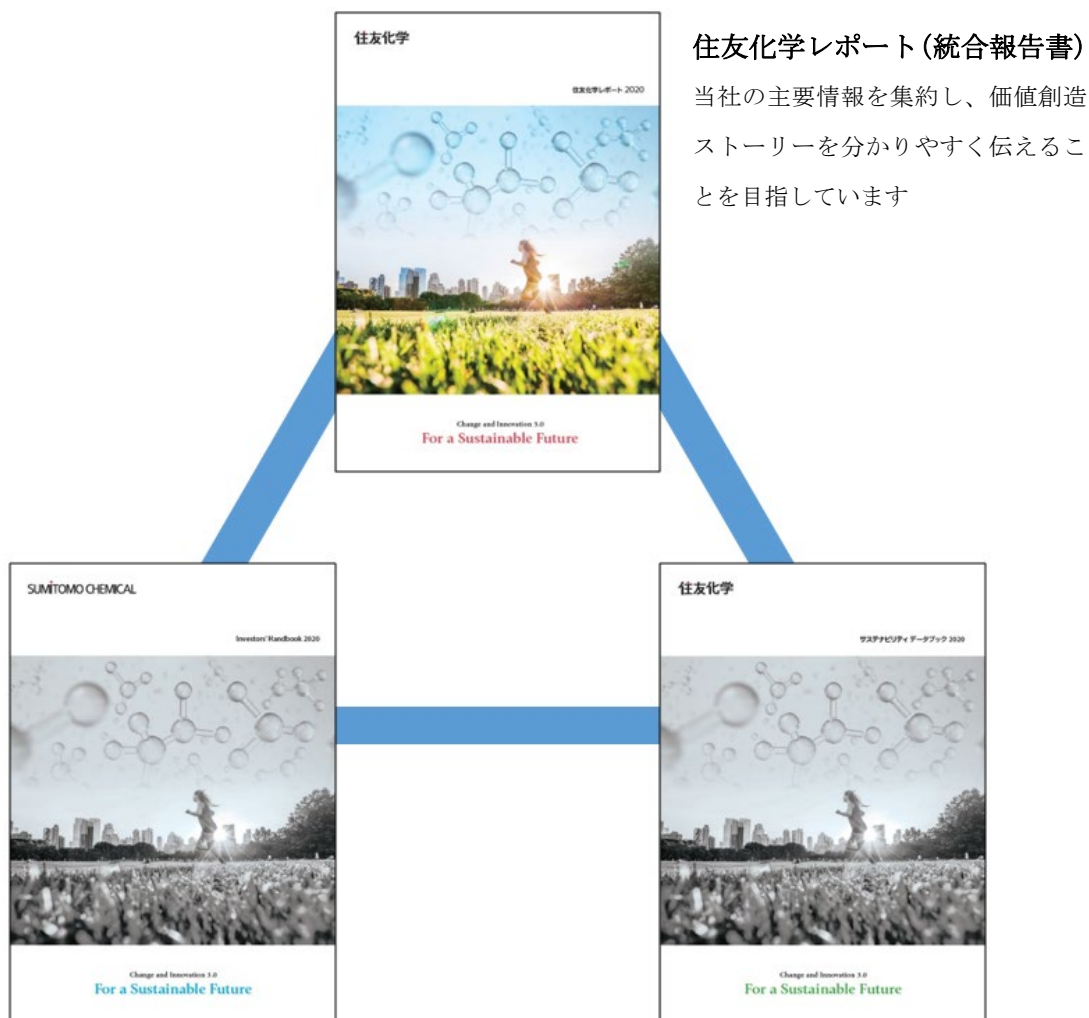 住友化学
住友化学レポート 2020
Change and Innovation 3.0
For a Sustainable Future
住友化学レポート(統合報告書)
当社の主要情報を集約し、価値創造
ストーリーを分かりやすく伝えるこ
とを目指しています
SUMITOMO CHEMICAL
Investors' Handbook 2020
Change and Innovation 3.0
For a Sustainable Future
住友化学
サステナビリティ データブック 2020
Change and Innovation 3.0
For a Sustainable Future